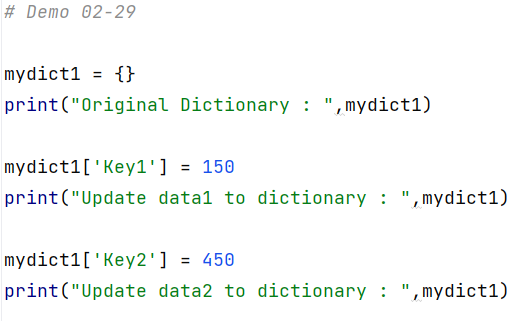 # Demo 02-29
mydict1 = {}
print("Original Dictionary : ",mydict1)
mydict1['Key1'] = 150
print("Update data1 to dictionary : ",mydict1)
mydict1['Key2'] = 450
print("Update data2 to dictionary : ",mydict1)